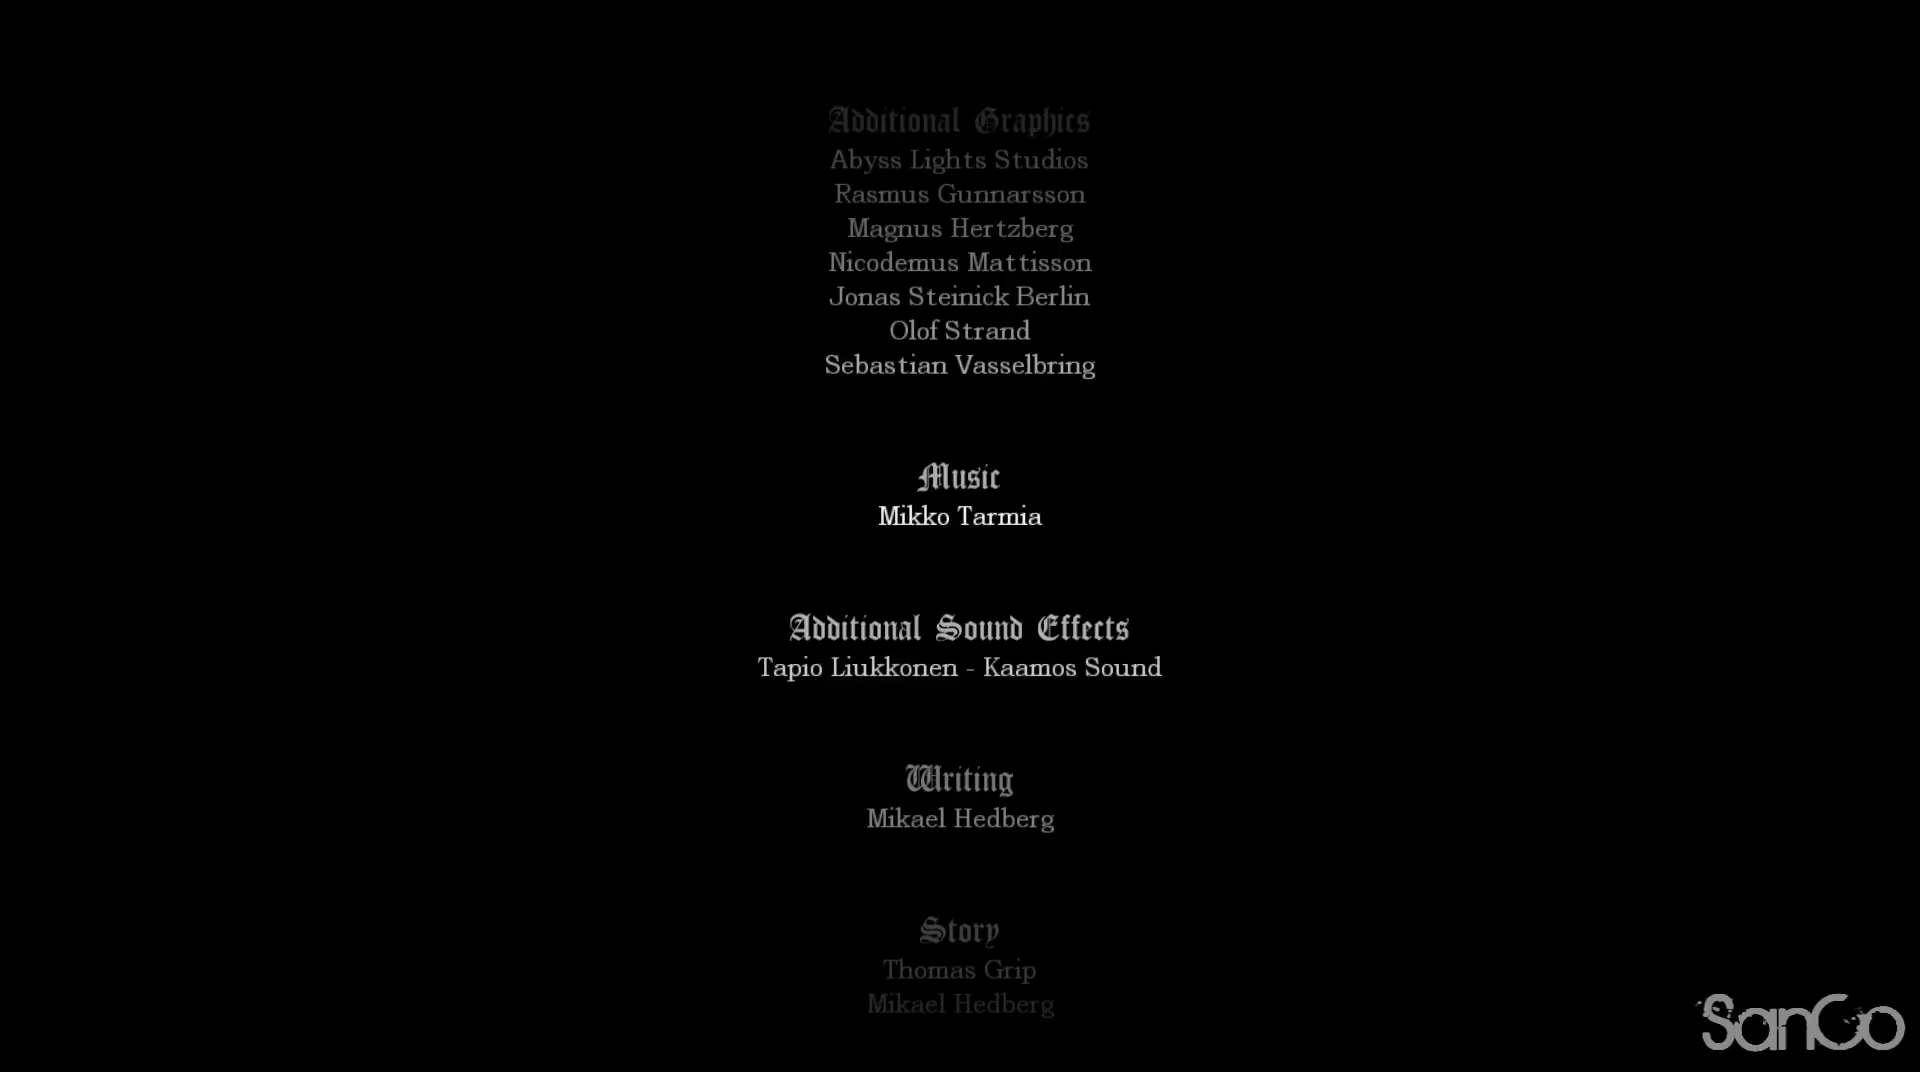 Additional Graphics
Abyss Lights Studios
Rasmus Gunnarsson
Magnus Hertzberg
Nicodemus Mattisson
Jonas Steinick Berlin
Olof Strand
Sebastian Vasselbring
Music
Mikko Tarmia
Additional Sound Effects
Tapio Liukkonen - Kaamos Sound
Writing
Mikael Hedberg
Story
Thomas Grip
Mikael Hedberg
SanCo